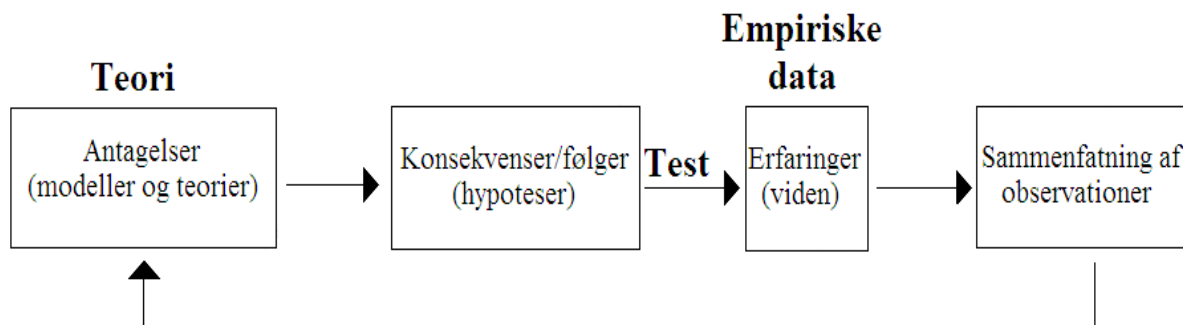 Teori
Antagelser
(modeller og teorier)
Konsekvenser/følger
(hypoteser)
Test
Empiriske
data
Erfaringer
(viden)
Sammenfatning af
observationer